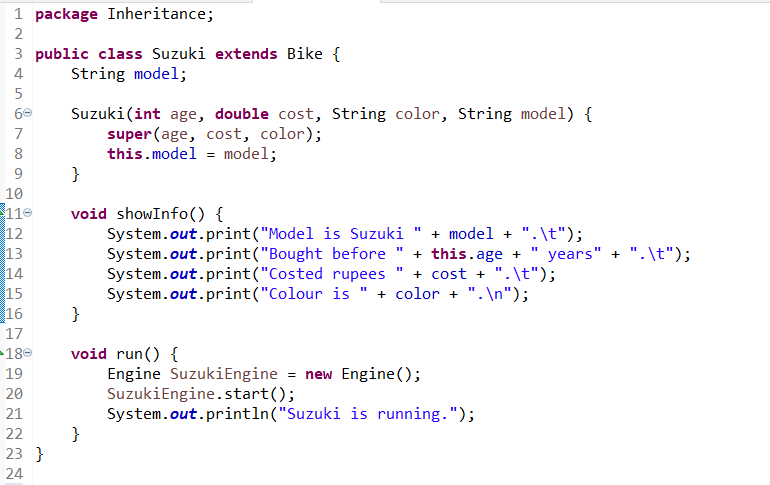 1 package Inheritance;
2
3 public class Suzuki extends Bike {
4     String model;
5
6     Suzuki(int age, double cost, String color, String model) {
7         super(age, cost, color);
8         this.model = model;
9     }
10
11     void showInfo() {
12         System.out.print("Model is Suzuki " + model + ".\t");
13         System.out.print("Bought before " + this.age + " years" + ".\t");
14         System.out.print("Costed rupees " + cost + ".\t");
15         System.out.print("Colour is " + color + ".\n");
16     }
17
18     void run() {
19         Engine SuzukiEngine = new Engine();
20         SuzukiEngine.start();
21         System.out.println("Suzuki is running.");
22     }
23 }
24